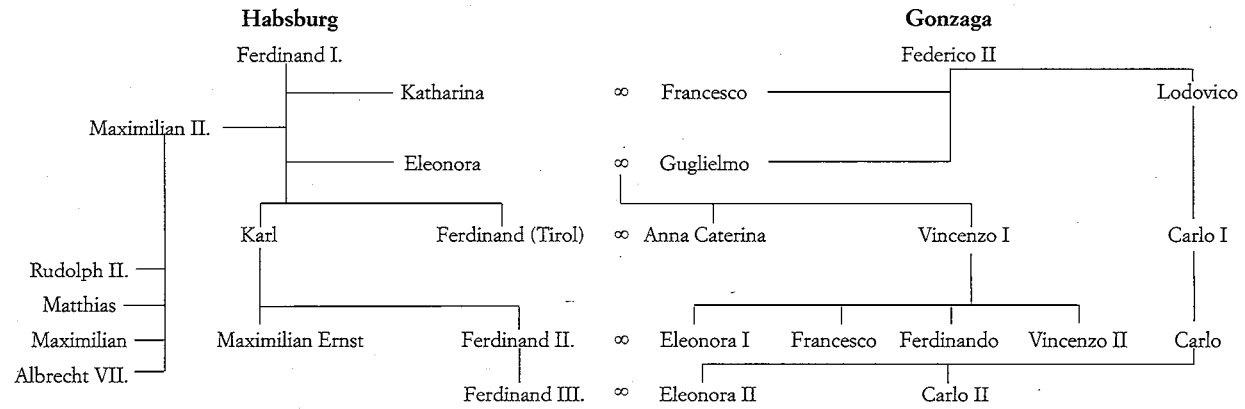 Habsburg Gonzaga
Ferdinand I. Federico II
Katharina ∞ Francesco Lodovico
Maximilian II.
Eleonora ∞ Guglielmo
Karl Ferdinand (Tirol) ∞ Anna Caterina Vincenzo I Carlo I
Rudolph II.
Matthias
Maximilian Maximilian Ernst Ferdinand II. ∞ Eleonora I Francesco Ferdinando Vincenzo II Carlo
Albrecht VII.
Ferdinand III. ∞ Eleonora II Carlo II